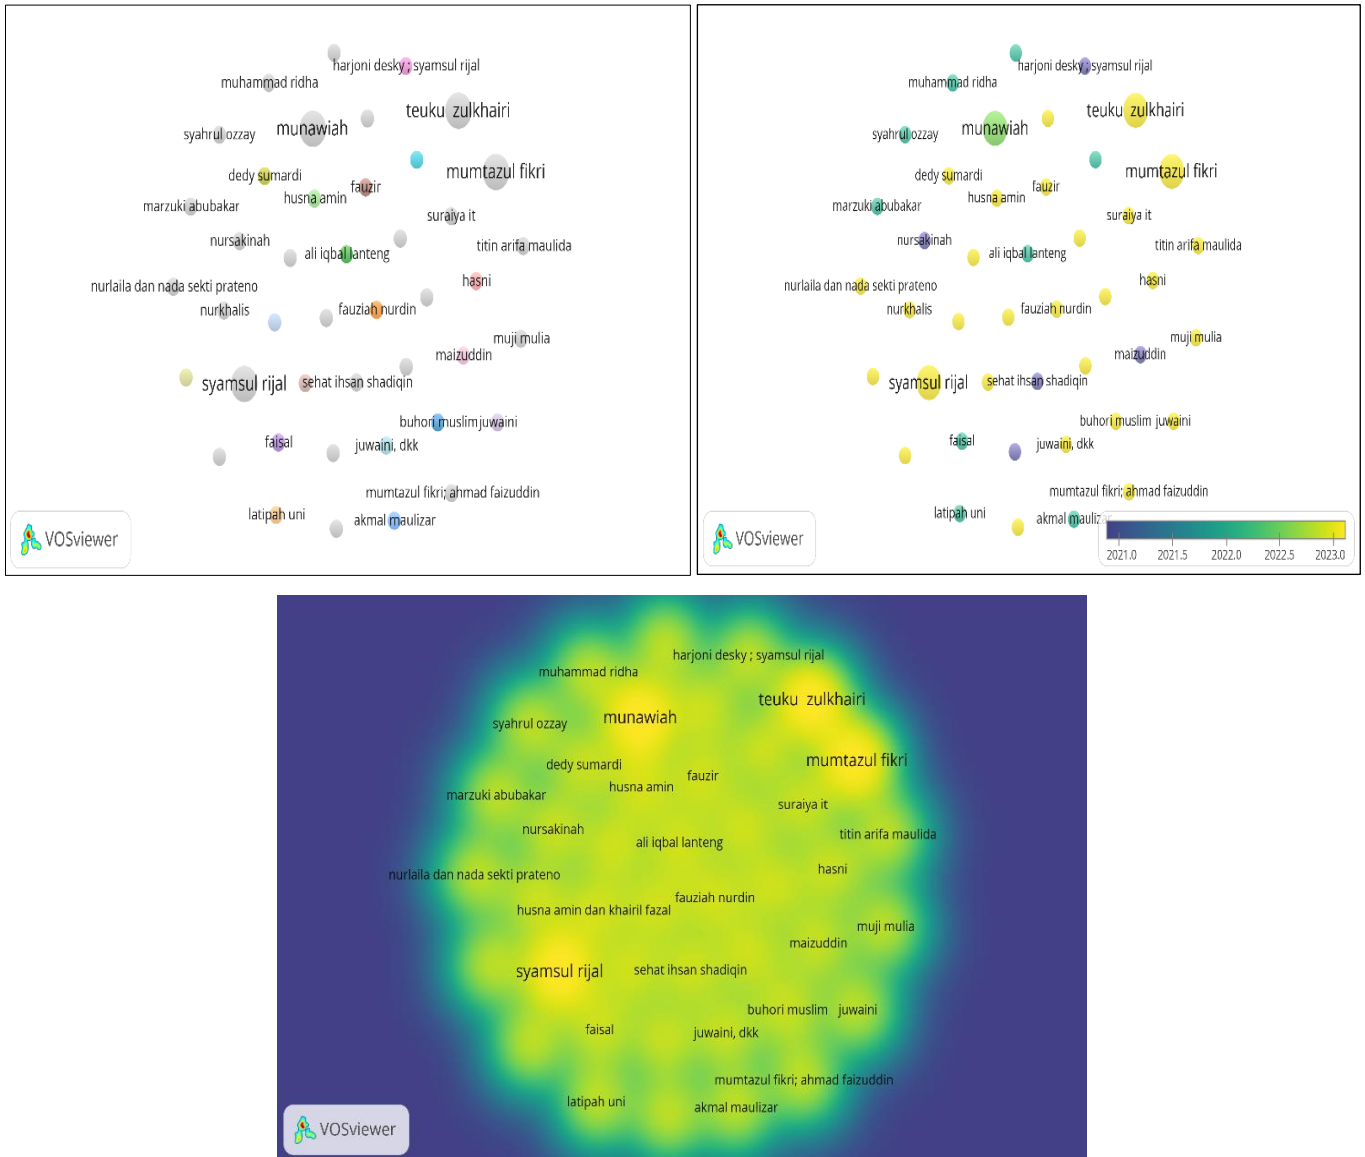 harjoni desky ; syamsul rijal
muhammad ridha
teuku zulkhairi
munawiah
syahrul ozzay
mumtazul fikri
dedy sumardi
fauzir
husna amin
marzuki abubakar
suraiya it
nursakinah
titin arifa maulida
ali iqbal lanteng
hasni
nurlaila dan nada sekti prateno
nurkhalis
fauziah nurdin
muji mulia
maizuddin
syamsul rijal
sehat ihsan shadiqin
buhori muslim
juwaini
faisal
juwaini, dkk
mumtazul fikri; ahmad faizuddin
latipah uni
akmal maulizar
VOSviewer
harjoni desky ; syamsul rijal
muhammad ridha
teuku zulkhairi
munawiah
syahrul ozzay
mumtazul fikri
dedy sumardi
fauzir
husna amin
marzuki abubakar
suraiya it
nursakinah
titin arifa maulida
ali iqbal lanteng
hasni
nurlaila dan nada sekti prateno
nurkhalis
fauziah nurdin
muji mulia
maizuddin
syamsul rijal
sehat ihsan shadiqin
buhori muslim
juwaini
faisal
juwaini, dkk
mumtazul fikri; ahmad faizuddin
latipah uni
akmal mauliz
VOSviewer
2021.0 2021.5 2022.0 2022.5 2023.0
harjoni desky ; syamsul rijal
muhammad ridha
teuku zulkhairi
munawiah
syahrul ozzay
mumtazul fikri
dedy sumardi
fauzir
husna amin
marzuki abubakar
suraiya it
nursakinah
titin arifa maulida
ali iqbal lanteng
hasni
nurlaila dan nada sekti prateno
fauziah nurdin
husna amin dan khairil fazal
muji mulia
maizuddin
syamsul rijal
sehat ihsan shadiqin
buhori muslim
juwaini
faisal
juwaini, dkk
mumtazul fikri; ahmad faizuddin
latipah uni
akmal maulizar
VOSviewer